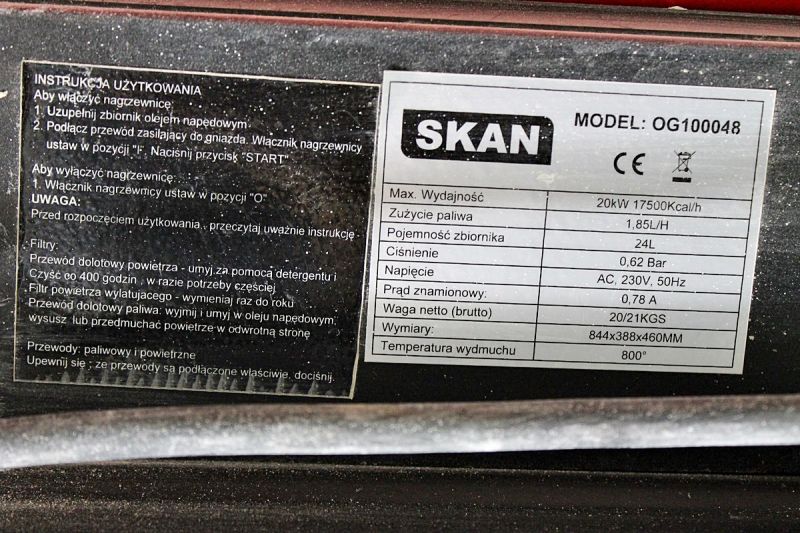 INSTRUKCJA UŻYTKOWANIA
Aby włączyć nagrzewnicę:
1. Uzupełnij zbiornik olejem napędowym
2. Podłącz przewód zasilający do gniazda. Włącznik nagrzewnicy
ustaw w pozycji "I". Naciśnij przycisk "START"
Aby wyłączyć nagrzewnicę:
1. Włącznik nagrzewnicy ustaw w pozycji "O"
UWAGA:
Przed rozpoczęciem użytkowania , przeczytaj uważnie instrukcję
Filtry:
Przewód dolotowy powietrza - umyj za pomocą detergentu i
Czyść co 400 godzin , w razie potrzeby częściej
Filtr powietrza wylatującego - wymieniaj raz do roku
Przewód dolotowy paliwa: wyjmij i umyj w oleju napędowym,
wysusz lub przedmuchać powietrze w odwrotną stronę
Przewody: paliwowy i powietrzne
Upewnij się , że przewody są podłączone właściwie, dociśnij.
SKAN
MODEL: OG100048
CE
Max. Wydajność 20kW 17500Kcal/h
Zużycie paliwa 1,85L/H
Pojemność zbiornika 24L
Ciśnienie 0,62 Bar
Napięcie AC, 230V, 50Hz
Prąd znamionowy: 0,78 A
Waga netto (brutto) 20/21KGS
Wymiary: 844x388x460MM
Temperatura wydmuchu 800°